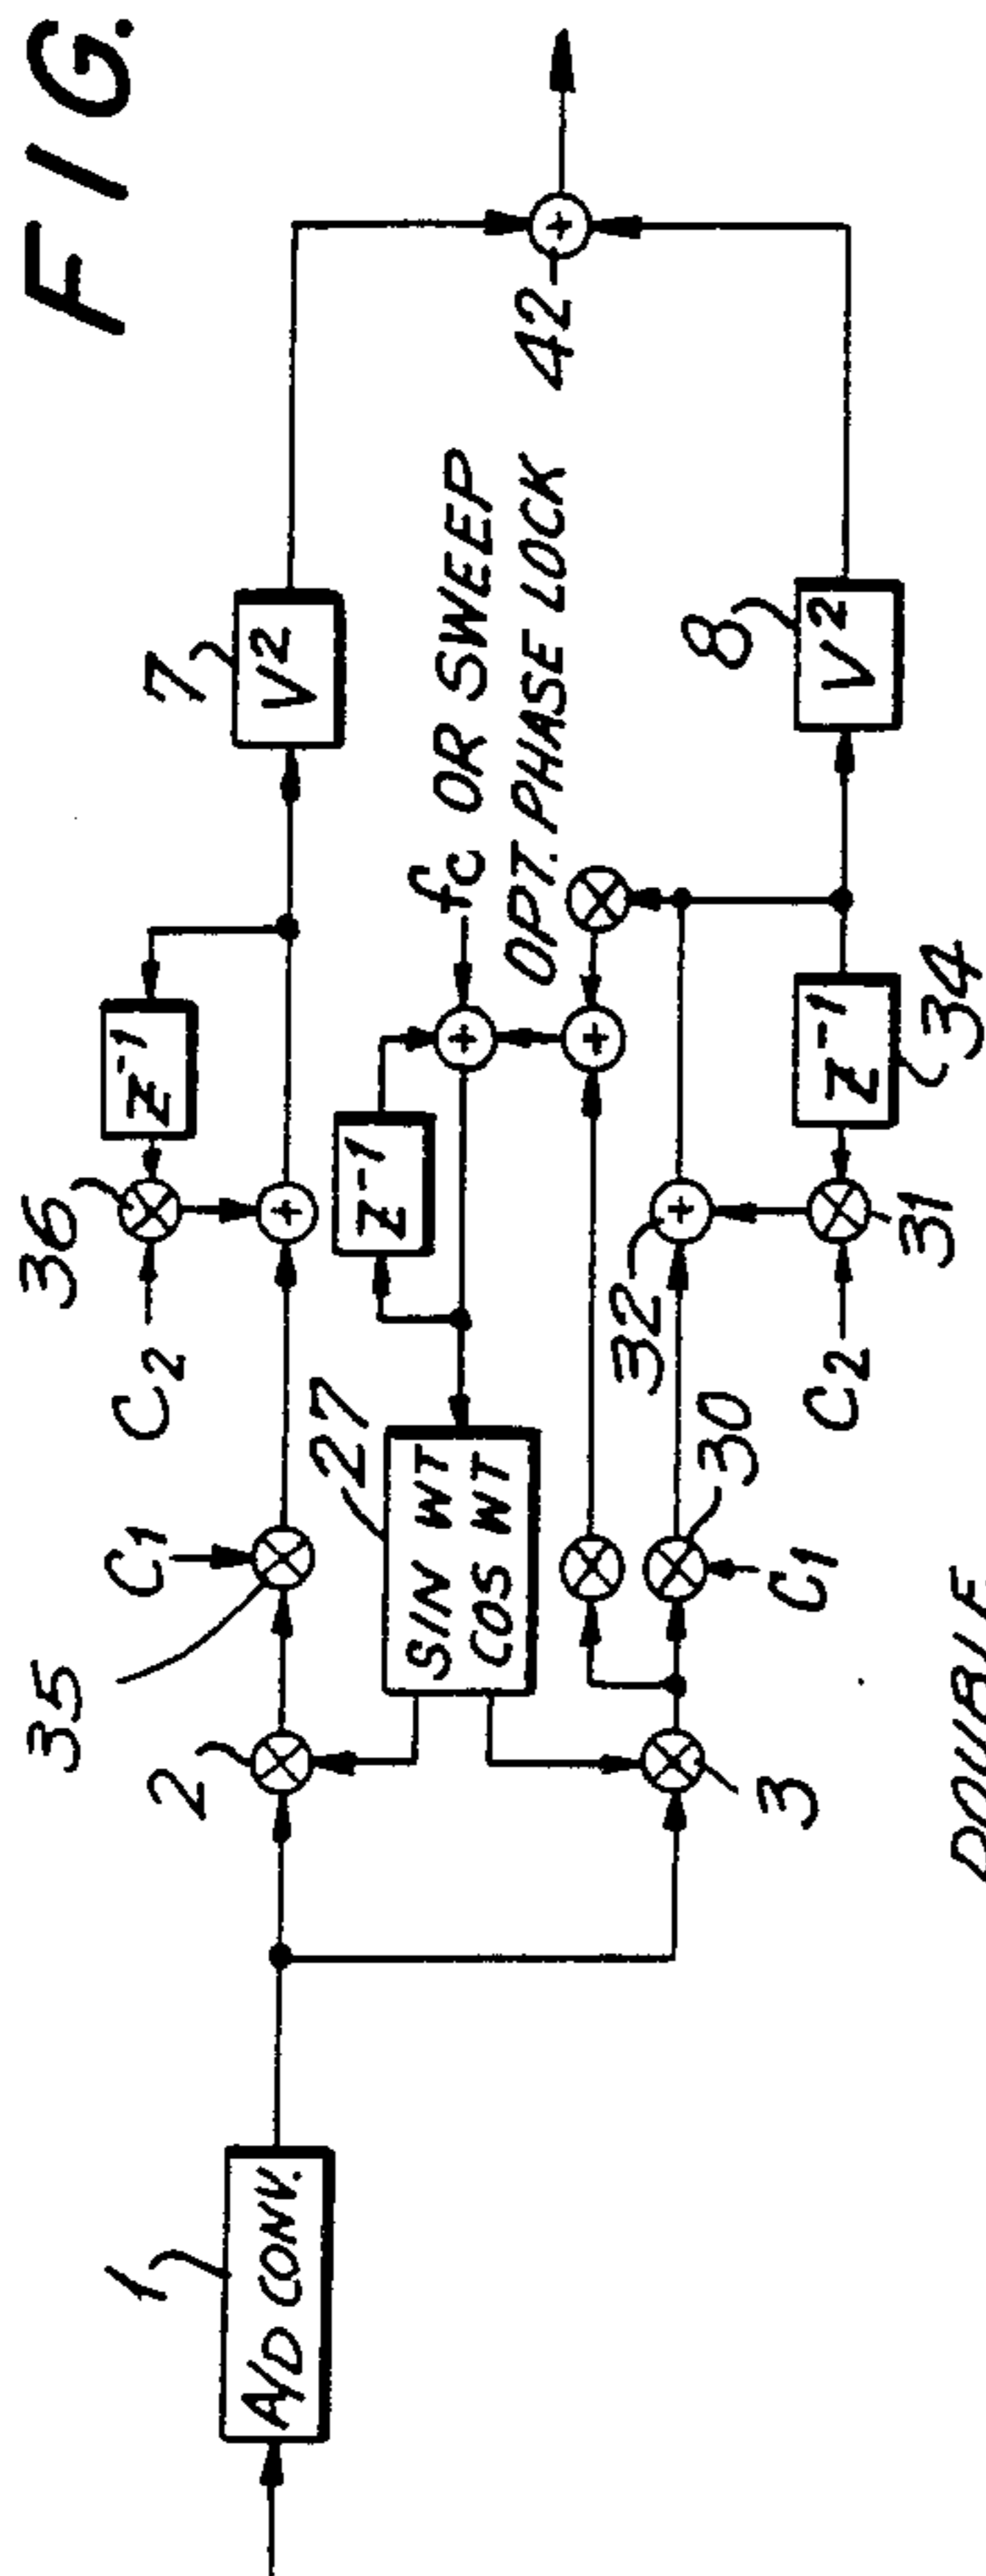 FIG.
36
C2
Z-1
7
V2
35
C1
2
27
SIN WT
COS WT
Z-1
fc OR SWEEP
OPT. PHASE LOCK
42
1
A/D CONV.
3
30
C1
32
C2
31
Z-1
34
8
V2